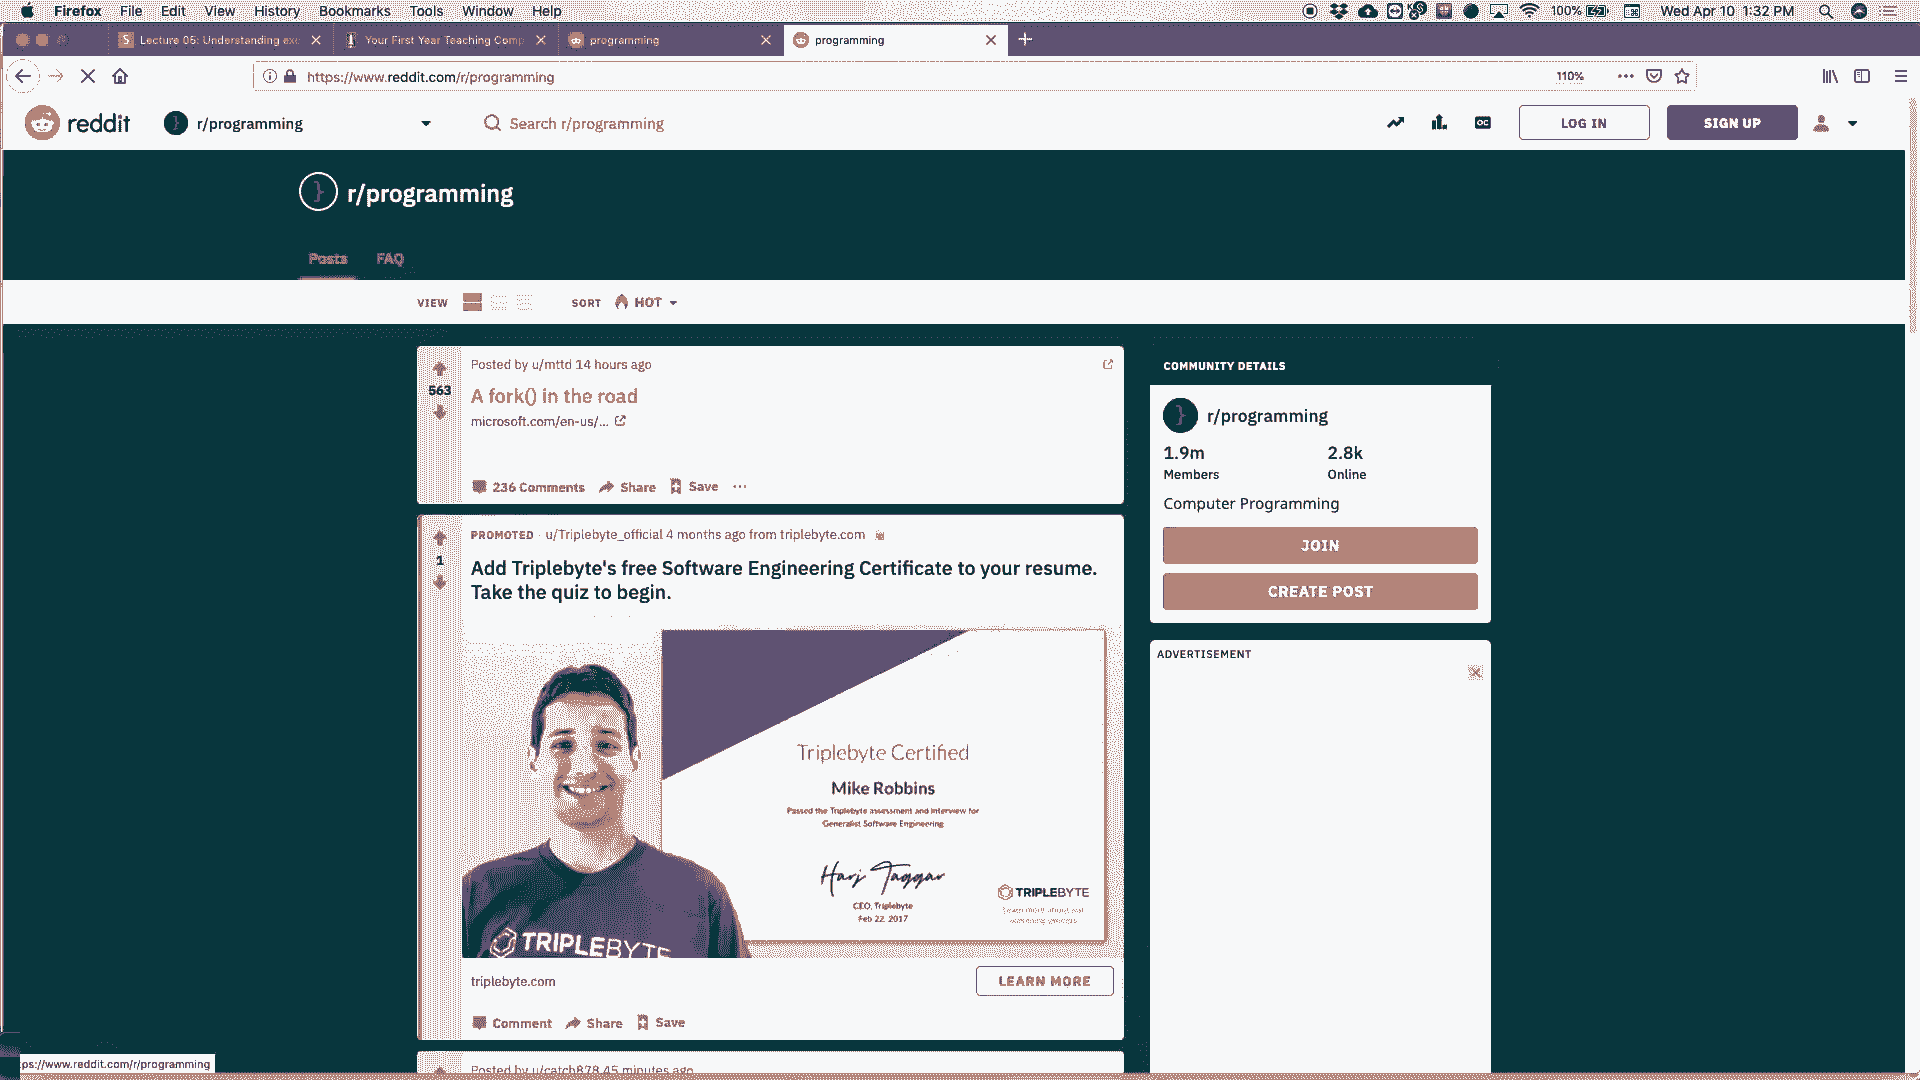 Firefox File Edit View History Bookmarks Tools Window Help 100% Wed Apr 10 1:32 PM
Lecture 05: Understanding exc Your First Year Teaching Comp programming programming
https://www.reddit.com/r/programming 110%
reddit r/programming Search r/programming LOG IN SIGN UP
r/programming
Posts FAQ
VIEW SORT HOT
Posted by u/mttd 14 hours ago
563
A fork() in the road
microsoft.com/en-us/...
236 Comments Share Save
PROMOTED · u/Triplebyte_official 4 months ago from triplebyte.com
1
Add Triplebyte's free Software Engineering Certificate to your resume.
Take the quiz to begin.
Triplebyte Certified
Mike Robbins
Passed the Triplebyte assessment and interview for
Generalist Software Engineering
Harj Taggar
CEO, Triplebyte
Feb 22, 2017
TRIPLEBYTE
TRIPLEBYTE
triplebyte.com LEARN MORE
Comment Share Save
Posted by u/catch878 45 minutes ago
COMMUNITY DETAILS
r/programming
1.9m 2.8k
Members Online
Computer Programming
JOIN
CREATE POST
ADVERTISEMENT
ps://www.reddit.com/r/programming